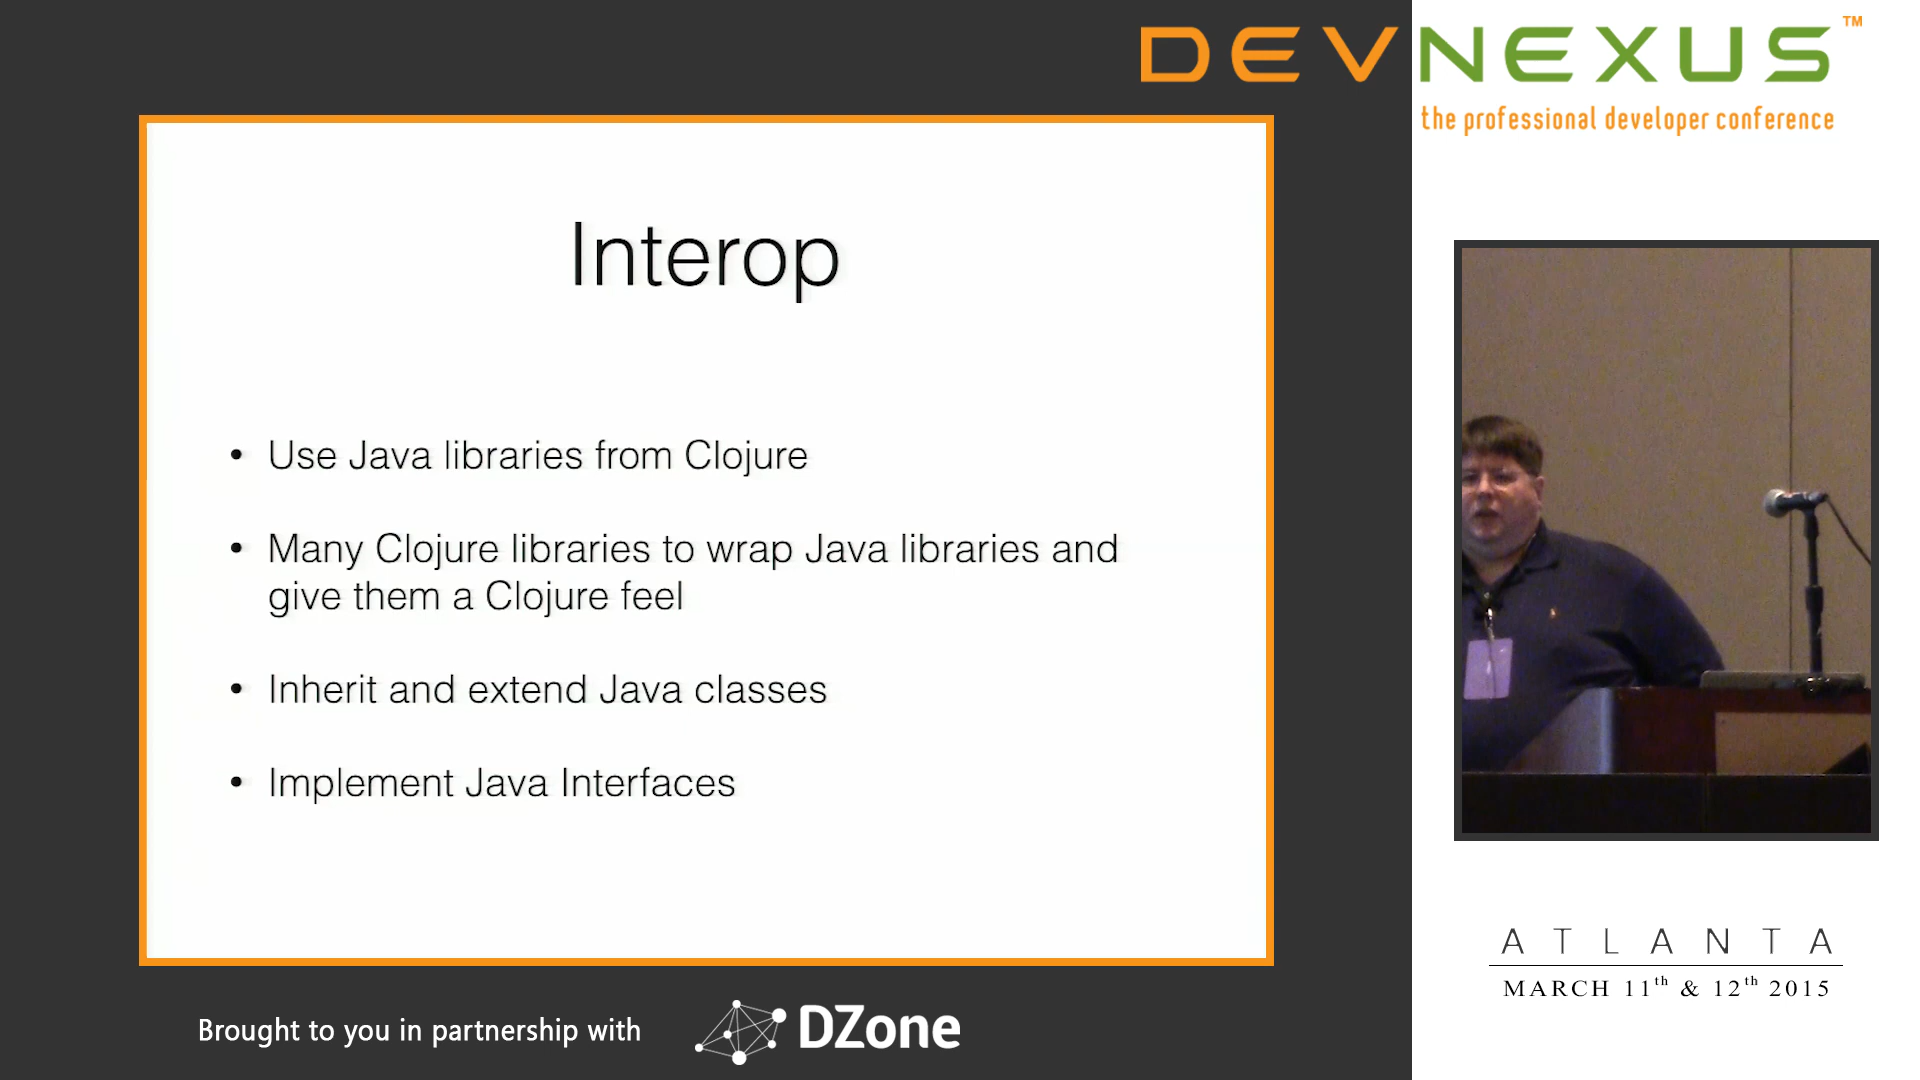 DEVNEXUS™
the professional developer conference
Interop
• Use Java libraries from Clojure
• Many Clojure libraries to wrap Java libraries and
give them a Clojure feel
• Inherit and extend Java classes
• Implement Java Interfaces
ATLANTA
MARCH 11th & 12th 2015
Brought to you in partnership with
DZone